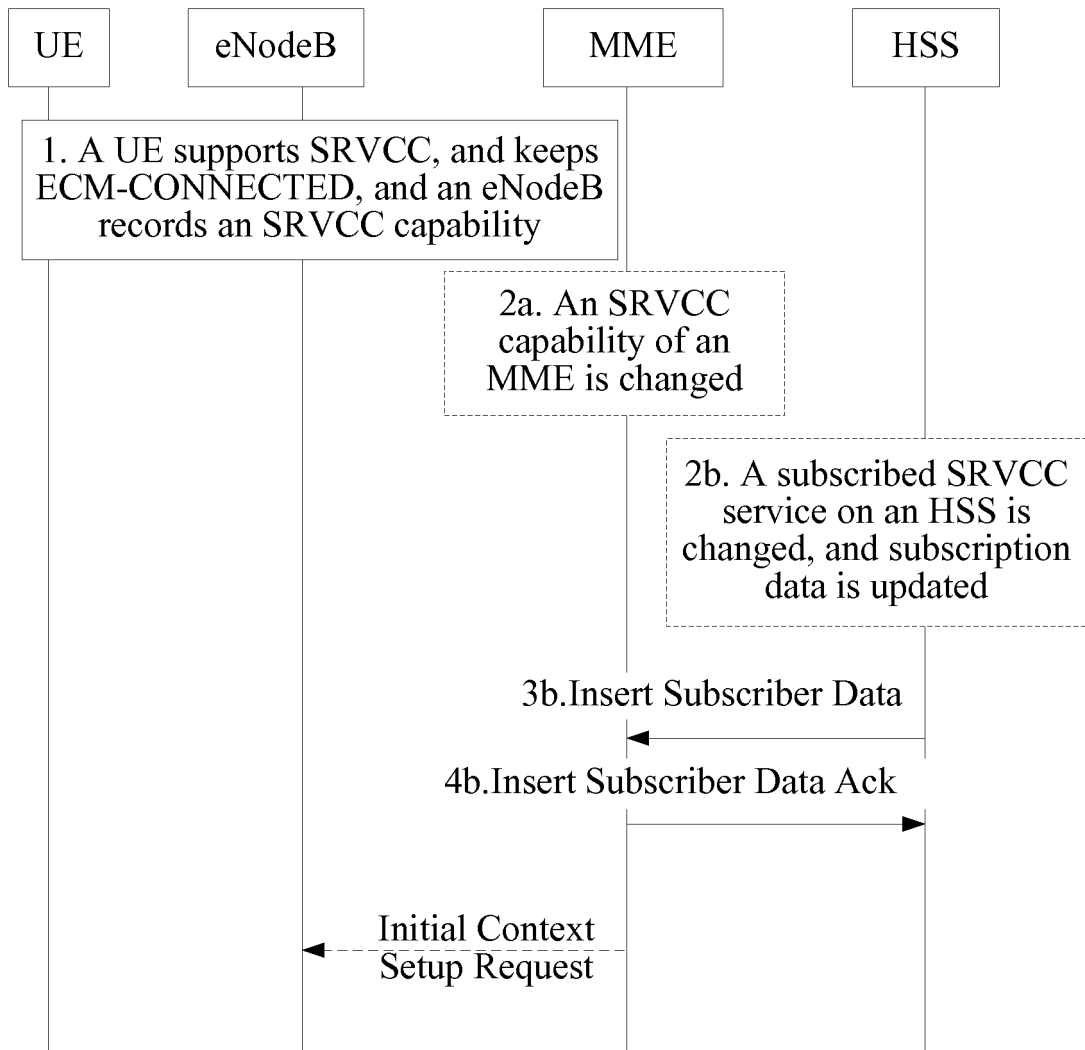 UE
eNodeB
MME
HSS
1. A UE supports SRVCC, and keeps
ECM-CONNECTED, and an eNodeB
records an SRVCC capability
2a. An SRVCC
capability of an
MME is changed
2b. A subscribed SRVCC
service on an HSS is
changed, and subscription
data is updated
3b.Insert Subscriber Data
4b.Insert Subscriber Data Ack
Initial Context
Setup Request